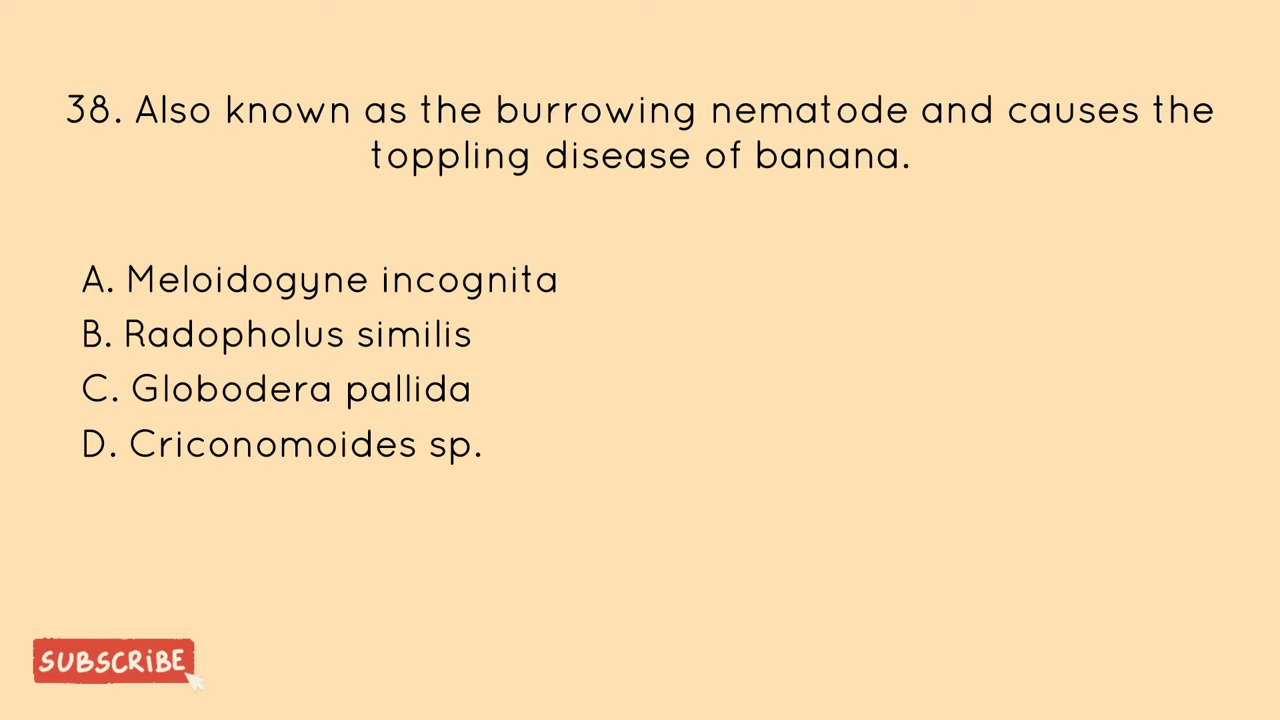 38. Also known as the burrowing nematode and causes the
toppling disease of banana.
A. Meloidogyne incognita
B. Radopholus similis
C. Globodera pallida
D. Criconomoides sp.
SUBSCRiBE